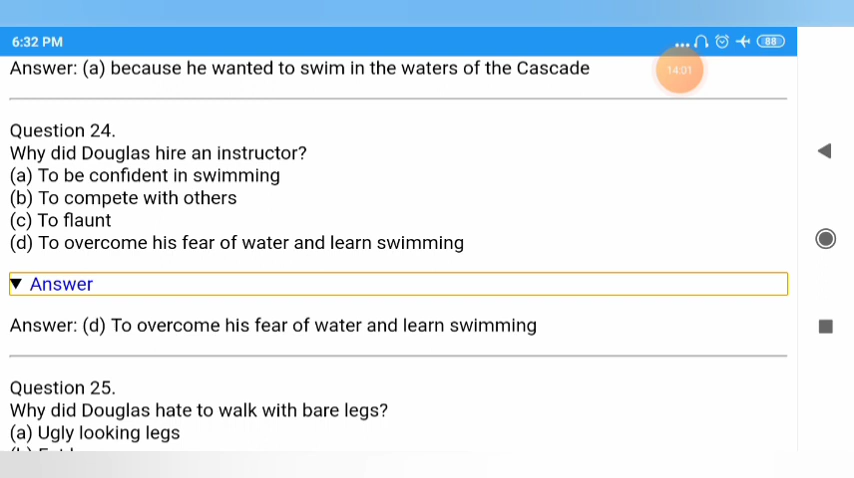 6:32 PM
88
Answer: (a) because he wanted to swim in the waters of the Cascade
14:01
Question 24.
Why did Douglas hire an instructor?
(a) To be confident in swimming
(b) To compete with others
(c) To flaunt
(d) To overcome his fear of water and learn swimming
Answer
Answer: (d) To overcome his fear of water and learn swimming
Question 25.
Why did Douglas hate to walk with bare legs?
(a) Ugly looking legs